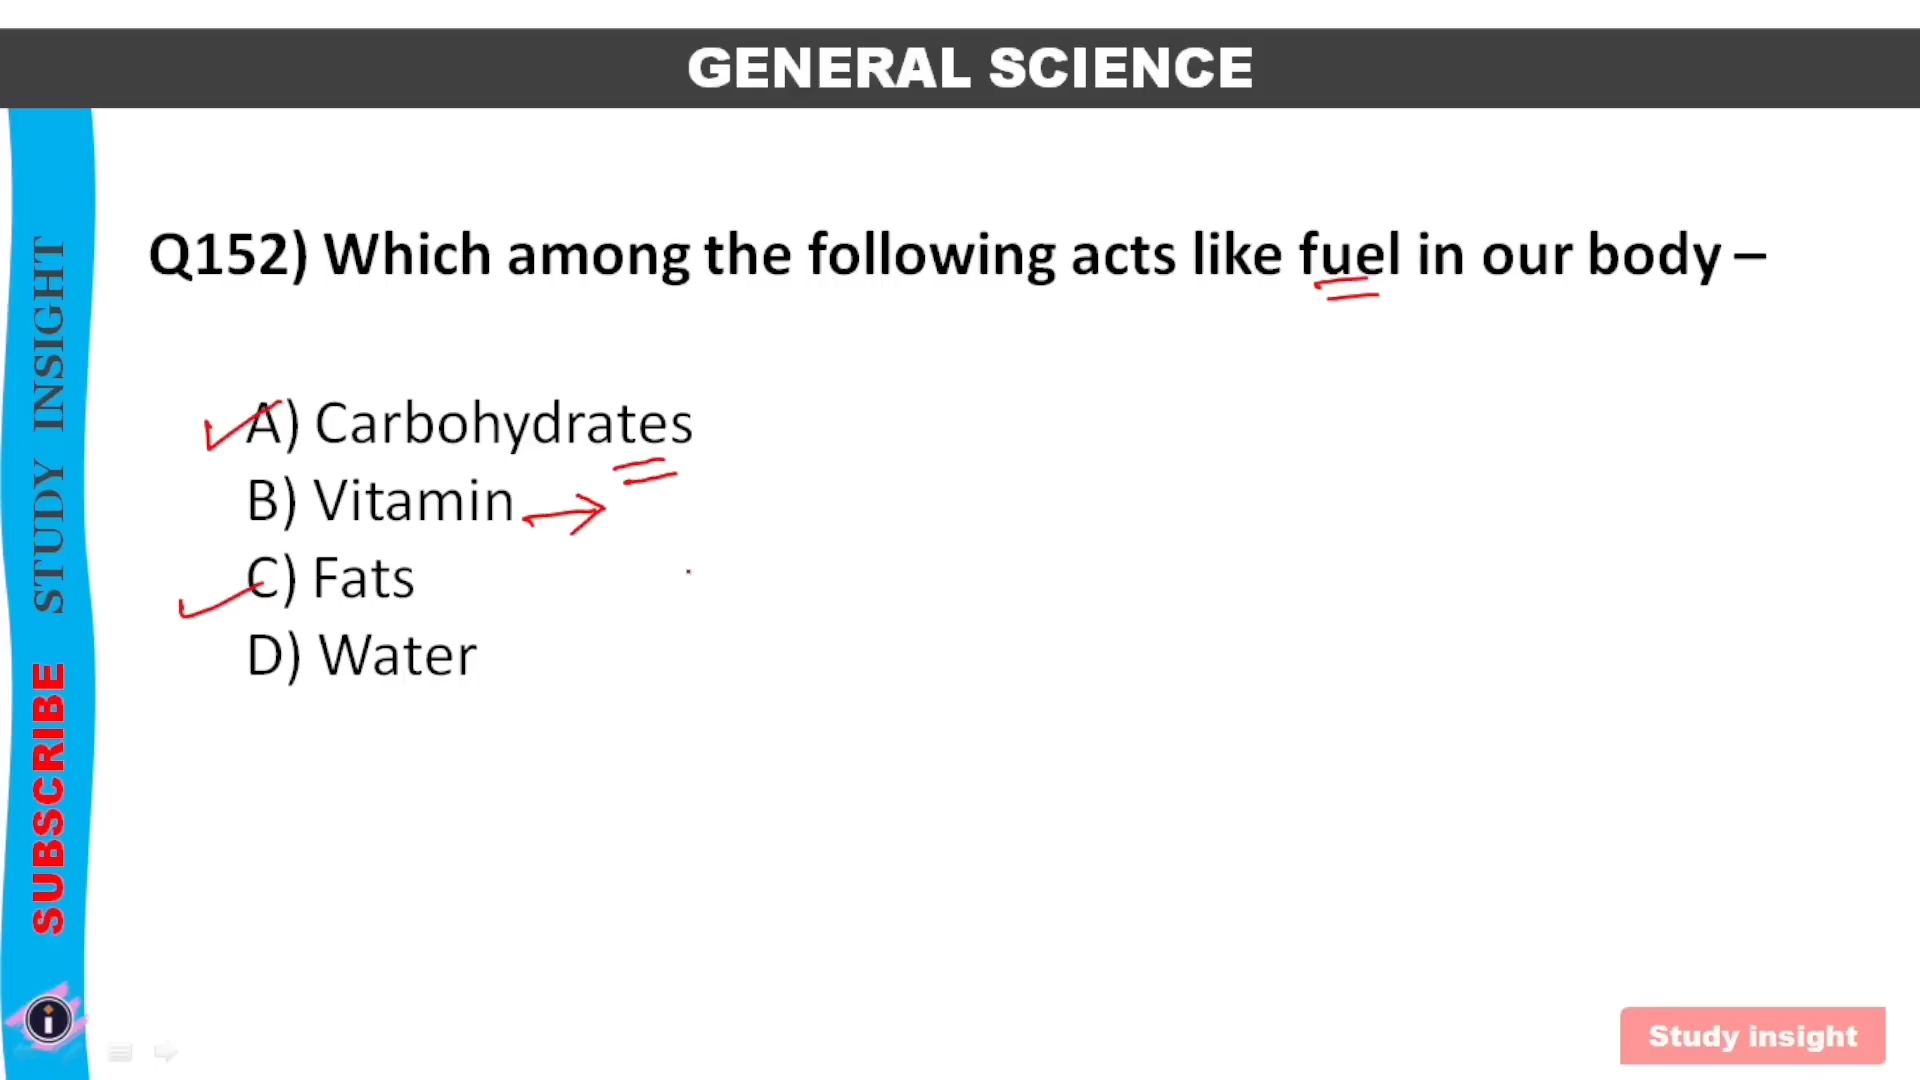 GENERAL SCIENCE
Q152) Which among the following acts like fuel in our body –
A) Carbohydrates
B) Vitamin
C) Fats
D) Water
SUBSCRIBE STUDY INSIGHT
i
Study insight